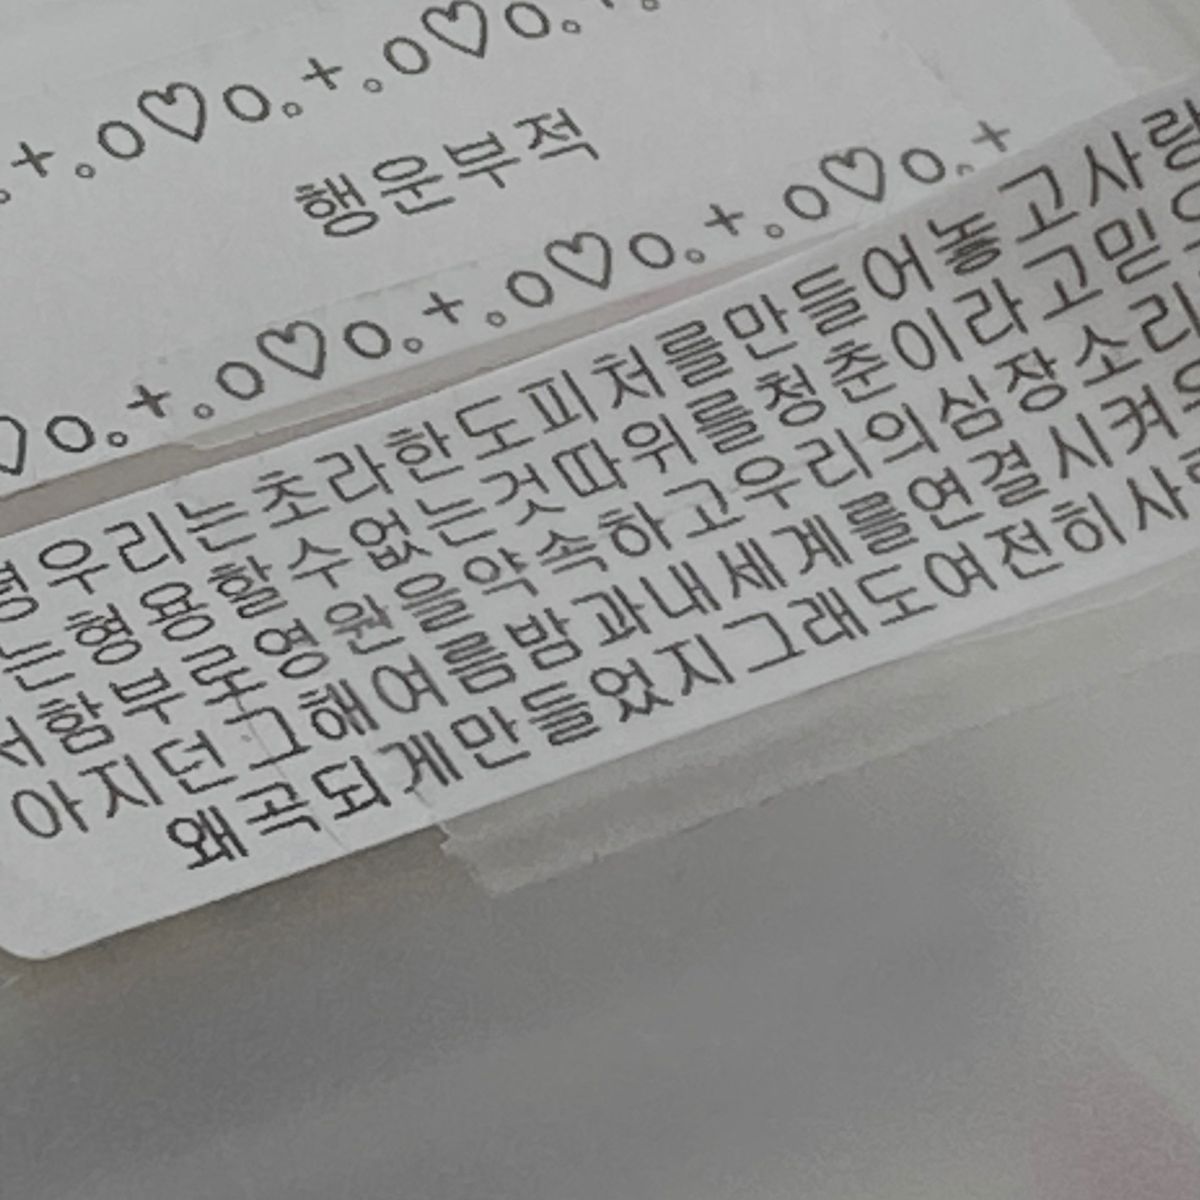 행운부적
우리는초라한도피처를만들어놓고사랑
는형용할수없는것따위를청춘이라고믿으
서함부로영원을약속하고우리의심장소리
아지던그해여름밤과내세계를연결시켜
왜곡되게만들었지그래도여전히사